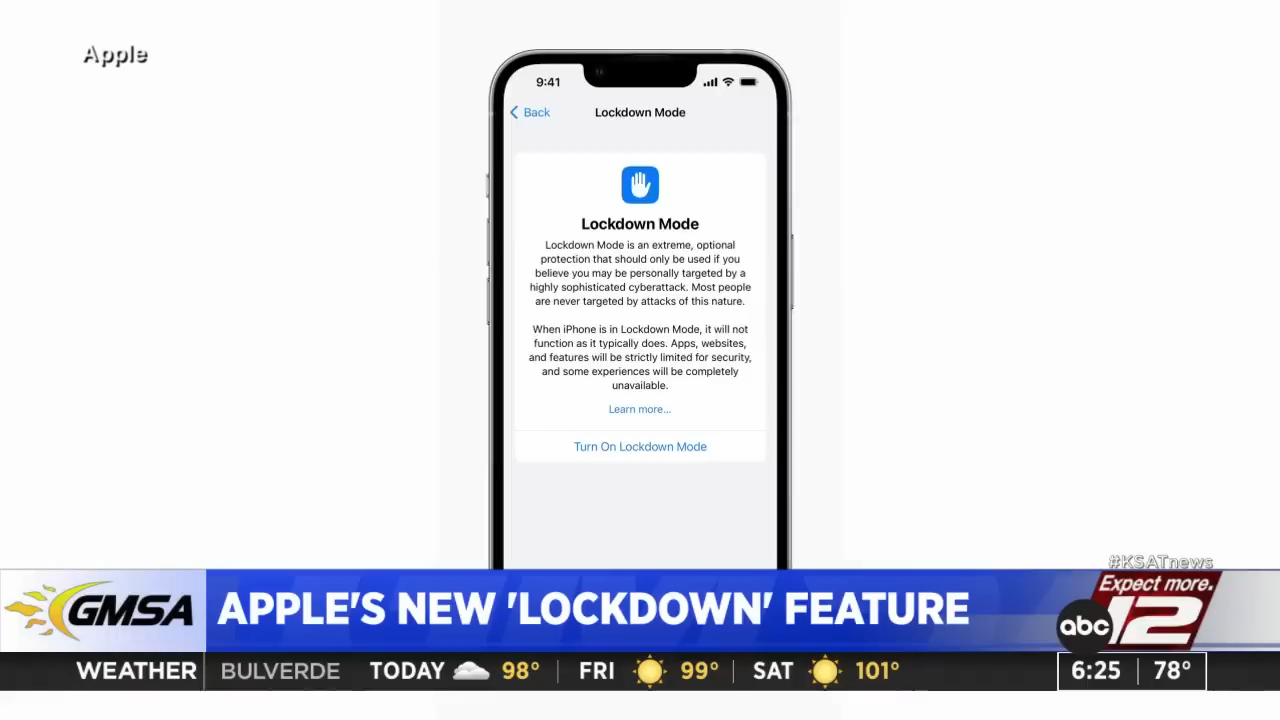 Apple
9:41
Back
Lockdown Mode
Lockdown Mode
Lockdown Mode is an extreme, optional
protection that should only be used if you
believe you may be personally targeted by a
highly sophisticated cyberattack. Most people
are never targeted by attacks of this nature.
When iPhone is in Lockdown Mode, it will not
function as it typically does. Apps, websites,
and features will be strictly limited for security,
and some experiences will be completely
unavailable.
Learn more...
Turn On Lockdown Mode
#KSATnews
GMSA
APPLE'S NEW 'LOCKDOWN' FEATURE
Expect more.
abc 12
WEATHER BULVERDE TODAY 98° FRI 99° SAT 101° 6:25 78°